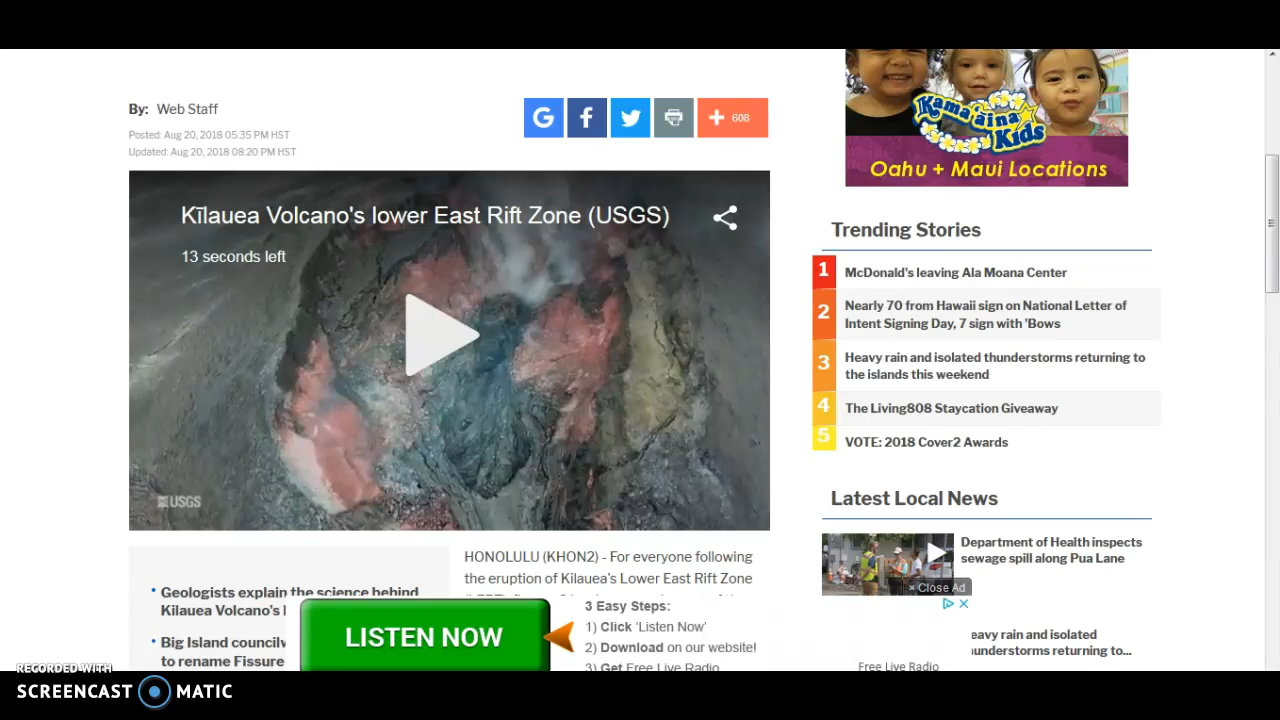 By: Web Staff
Posted: Aug 20, 2018 05:35 PM HST
Updated: Aug 20, 2018 08:20 PM HST
608
Kīlauea Volcano's lower East Rift Zone (USGS)
13 seconds left
USGS
Geologists explain the science behind
Kilauea Volcano's l
Big Island councilv
to rename Fissure
HONOLULU (KHON2) - For everyone following
the eruption of Kilauea's Lower East Rift Zone
LISTEN NOW
3 Easy Steps:
1) Click 'Listen Now'
2) Download on our website!
3) Get Free Live Radio
Kama'aina
Kids
Oahu + Maui Locations
Trending Stories
1 McDonald's leaving Ala Moana Center
2 Nearly 70 from Hawaii sign on National Letter of
Intent Signing Day, 7 sign with 'Bows
3 Heavy rain and isolated thunderstorms returning to
the islands this weekend
4 The Living808 Staycation Giveaway
5 VOTE: 2018 Cover2 Awards
Latest Local News
Department of Health inspects
sewage spill along Pua Lane
× Close Ad
eavy rain and isolated
hunderstorms returning to...
Free Live Radio
RECORDED WITH
SCREENCAST MATIC